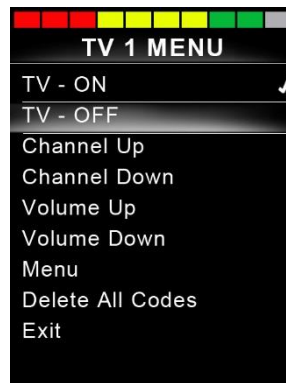 TV 1 MENU
TV - ON
TV - OFF
Channel Up
Channel Down
Volume Up
Volume Down
Menu
Delete All Codes
Exit